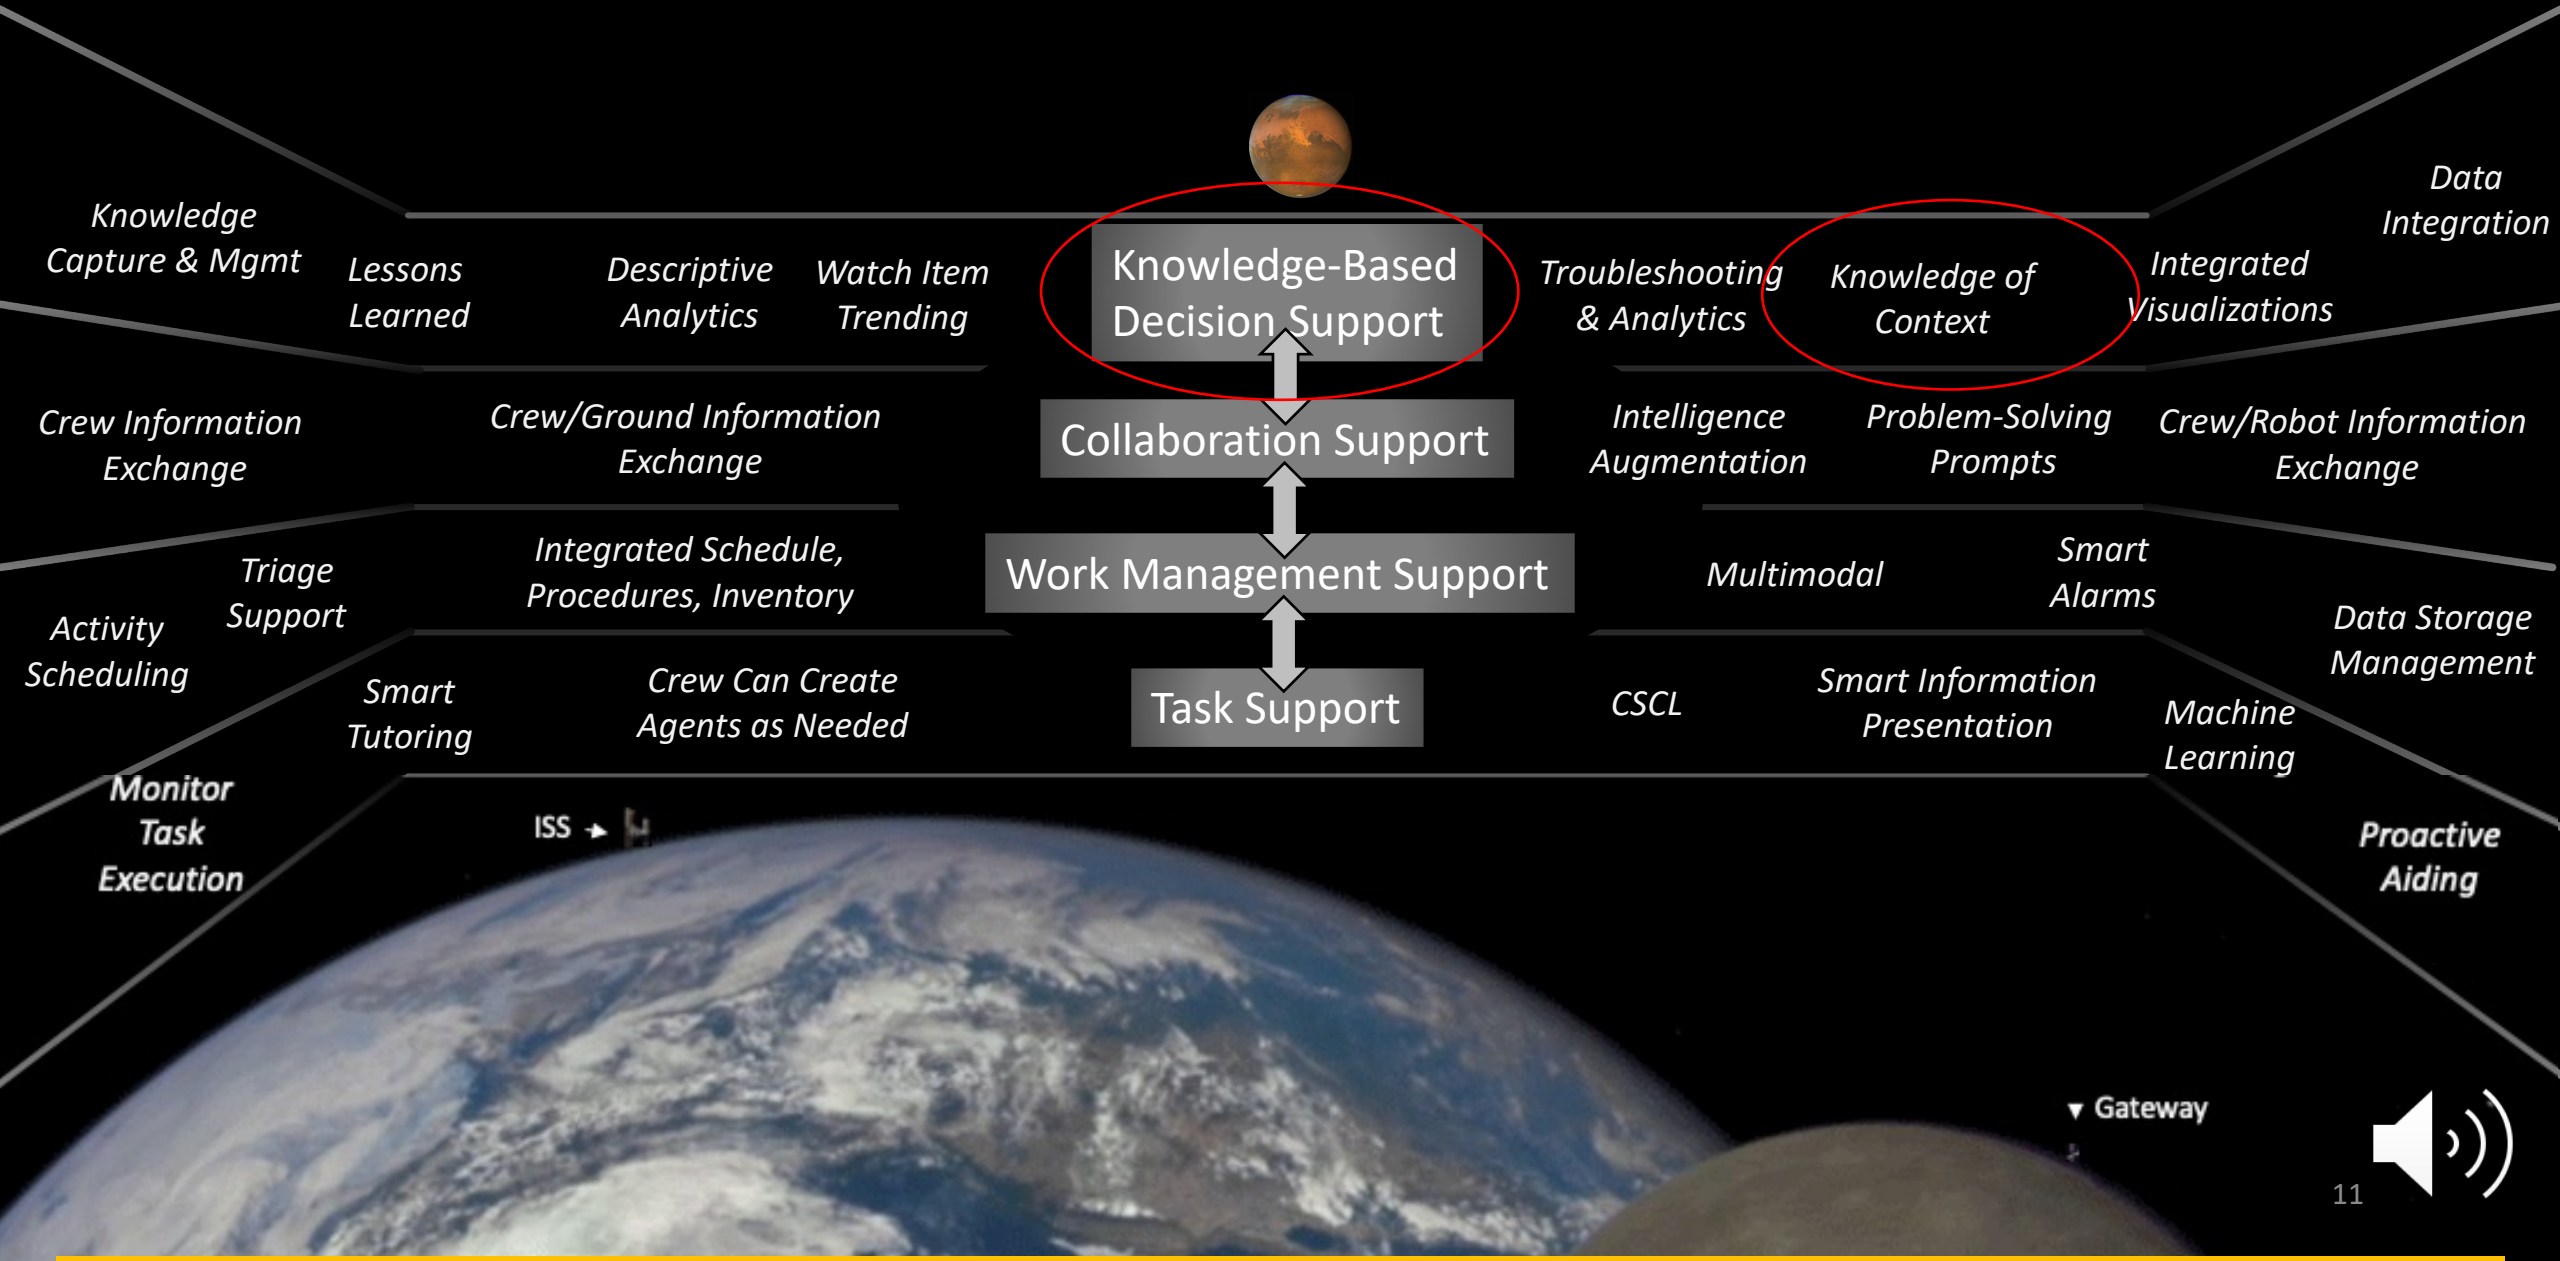 Knowledge
Capture & Mgmt
Lessons
Learned
Descriptive
Analytics
Watch Item
Trending
Knowledge-Based
Decision Support
Troubleshooting
& Analytics
Knowledge of
Context
Integrated
Visualizations
Data
Integration
Crew Information
Exchange
Crew/Ground Information
Exchange
Collaboration Support
Intelligence
Augmentation
Problem-Solving
Prompts
Crew/Robot Information
Exchange
Activity
Scheduling
Triage
Support
Integrated Schedule,
Procedures, Inventory
Work Management Support
Multimodal
Smart
Alarms
Data Storage
Management
Monitor
Task
Execution
Smart
Tutoring
Crew Can Create
Agents as Needed
Task Support
CSCL
Smart Information
Presentation
Machine
Learning
Proactive
Aiding
ISS
Gateway
11